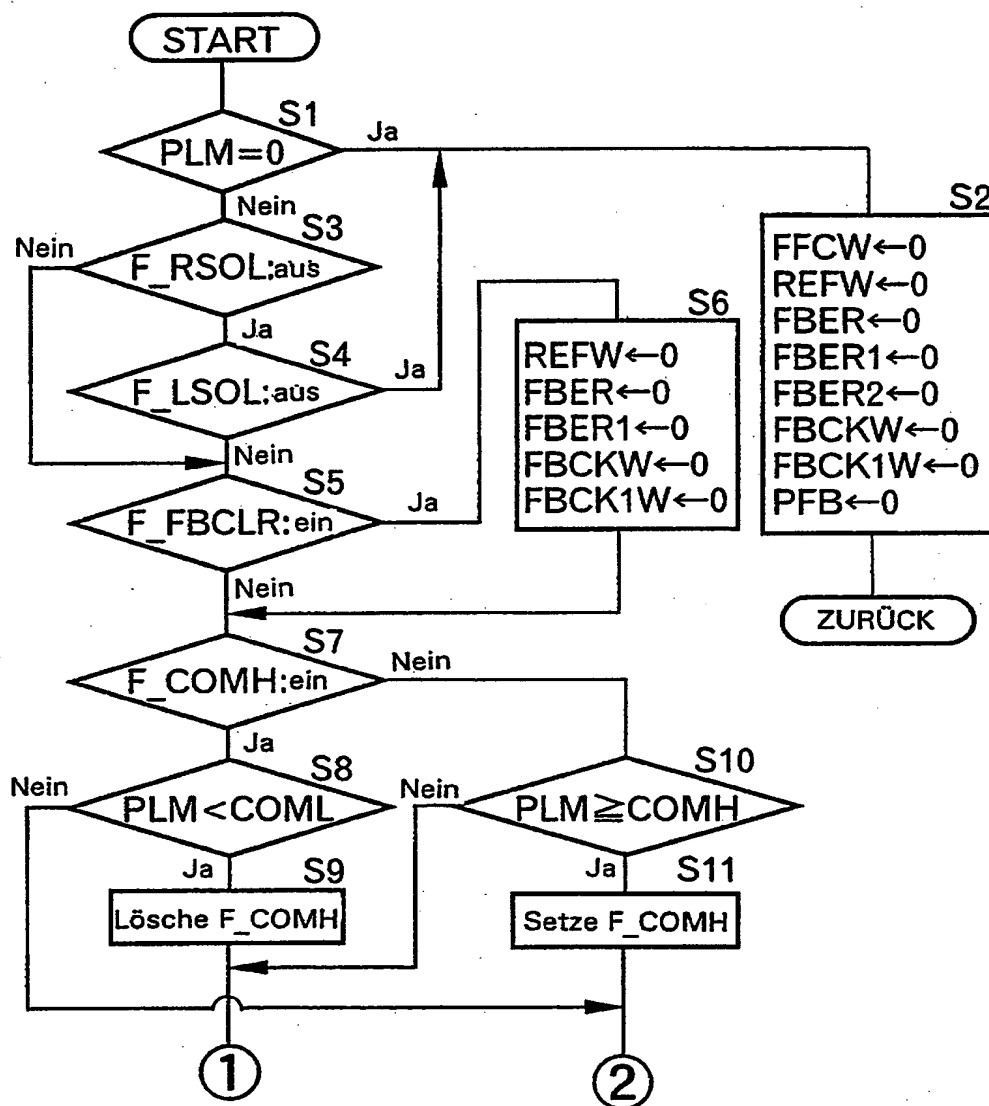 START
S1
PLM=0
Ja
Nein
S2
FFCW←0
REFW←0
FBER←0
FBER1←0
FBER2←0
FBCKW←0
FBCK1W←0
PFB←0
ZURÜCK
S3
Nein
F_RSOL:aus
Ja
S4
F_LSOL:aus
Ja
Nein
S5
F_FBCLR:ein
Ja
Nein
S6
REFW←0
FBER←0
FBER1←0
FBCKW←0
FBCK1W←0
S7
F_COMH:ein
Nein
Ja
S8
Nein
PLM<COML
Ja
S9
Lösche F_COMH
S10
Nein
PLM≧COMH
Ja
S11
Setze F_COMH
1
2